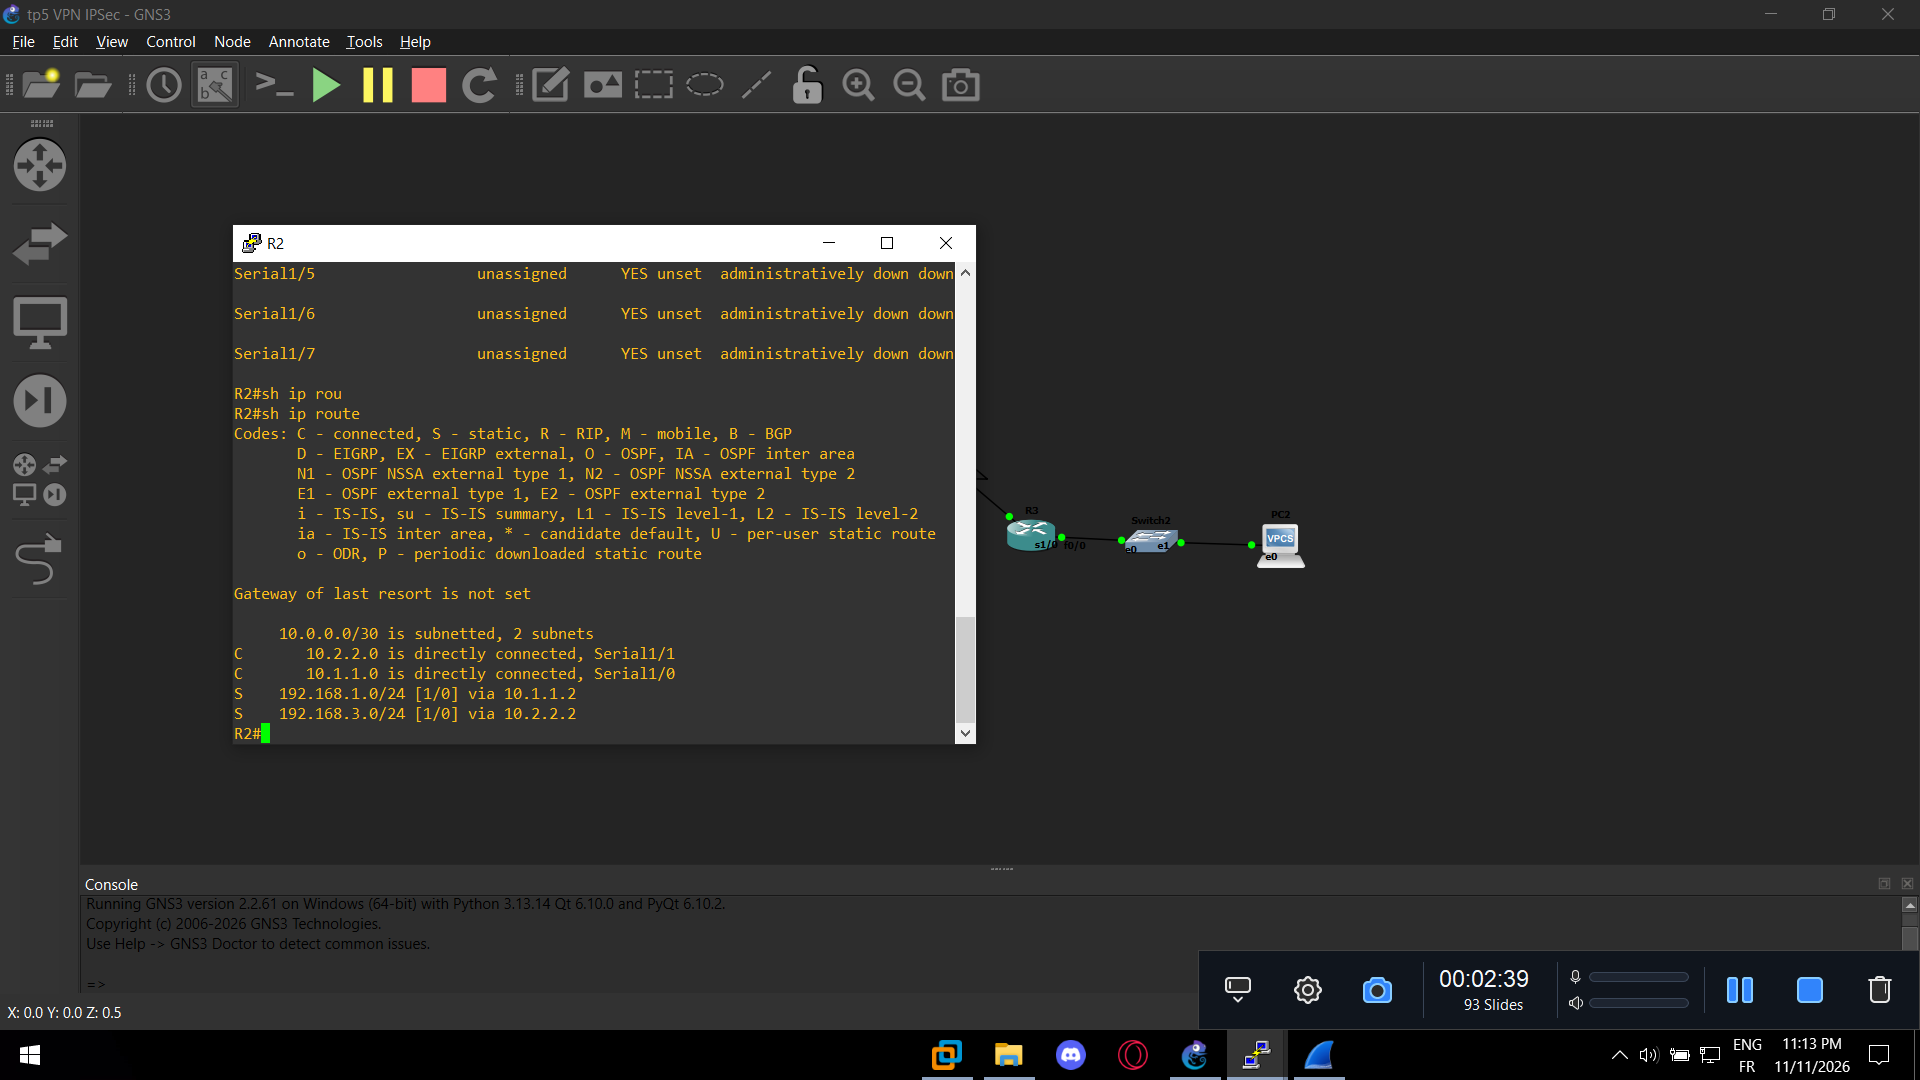 tp5 VPN IPSec - GNS3
File Edit View Control Node Annotate Tools Help
a c
b
R2
Serial1/5 unassigned YES unset administratively down down
Serial1/6 unassigned YES unset administratively down down
Serial1/7 unassigned YES unset administratively down down
R2#sh ip rou
R2#sh ip route
Codes: C - connected, S - static, R - RIP, M - mobile, B - BGP
D - EIGRP, EX - EIGRP external, O - OSPF, IA - OSPF inter area
N1 - OSPF NSSA external type 1, N2 - OSPF NSSA external type 2
E1 - OSPF external type 1, E2 - OSPF external type 2
i - IS-IS, su - IS-IS summary, L1 - IS-IS level-1, L2 - IS-IS level-2
ia - IS-IS inter area, * - candidate default, U - per-user static route
o - ODR, P - periodic downloaded static route
Gateway of last resort is not set
10.0.0.0/30 is subnetted, 2 subnets
C 10.2.2.0 is directly connected, Serial1/1
C 10.1.1.0 is directly connected, Serial1/0
S 192.168.1.0/24 [1/0] via 10.1.1.2
S 192.168.3.0/24 [1/0] via 10.2.2.2
R2#
R3
s1/0 f0/0
Switch2
e0 e1
PC2
VPCS
e0
Console
Running GNS3 version 2.2.61 on Windows (64-bit) with Python 3.13.14 Qt 6.10.0 and PyQt 6.10.2.
Copyright (c) 2006-2026 GNS3 Technologies.
Use Help -> GNS3 Doctor to detect common issues.
=>
X: 0.0 Y: 0.0 Z: 0.5
00:02:39
93 Slides
ENG
FR
11:13 PM
11/11/2026